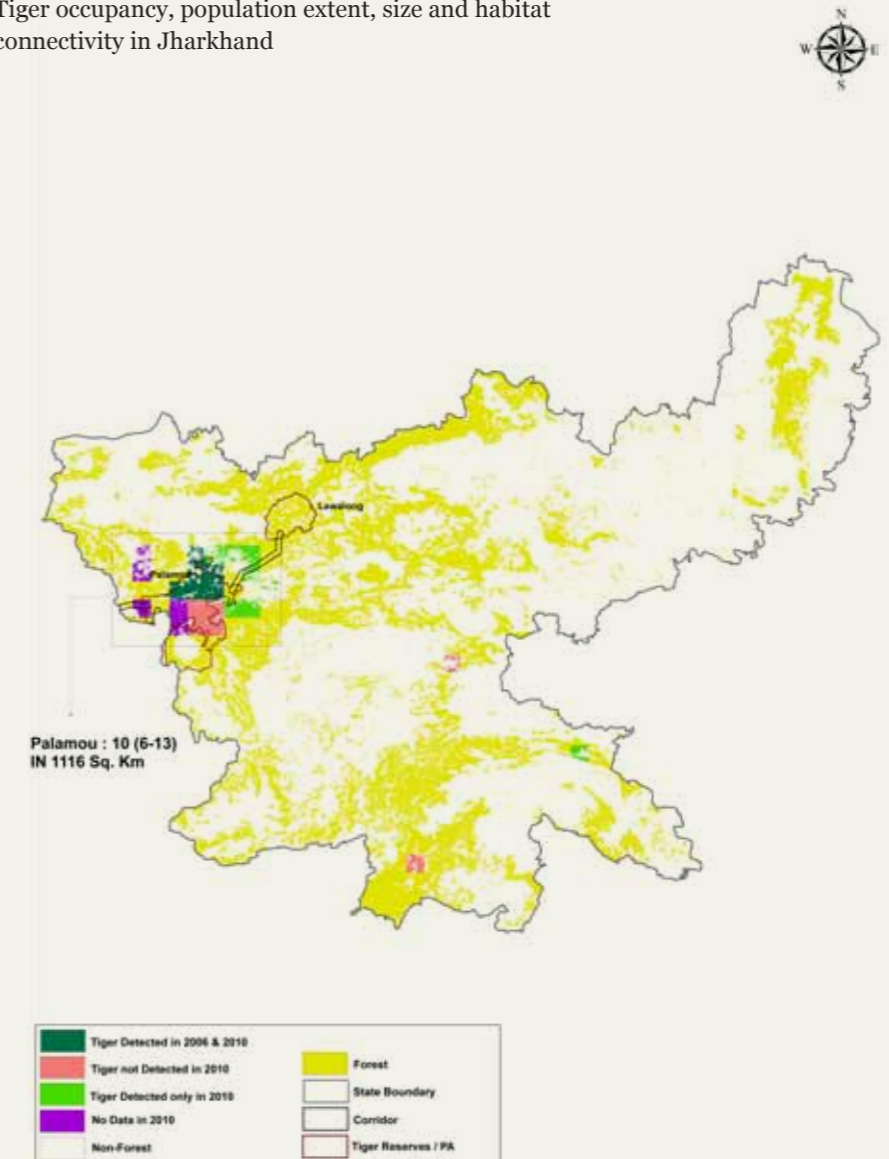 Tiger occupancy, population extent, size and habitat
connectivity in Jharkhand
N
W E
S
Lawalong
Palamou
Palamou : 10 (6-13)
IN 1116 Sq. Km
Tiger Detected in 2006 & 2010
Tiger not Detected in 2010
Tiger Detected only in 2010
No Data in 2010
Non-Forest
Forest
State Boundary
Corridor
Tiger Reserves / PA